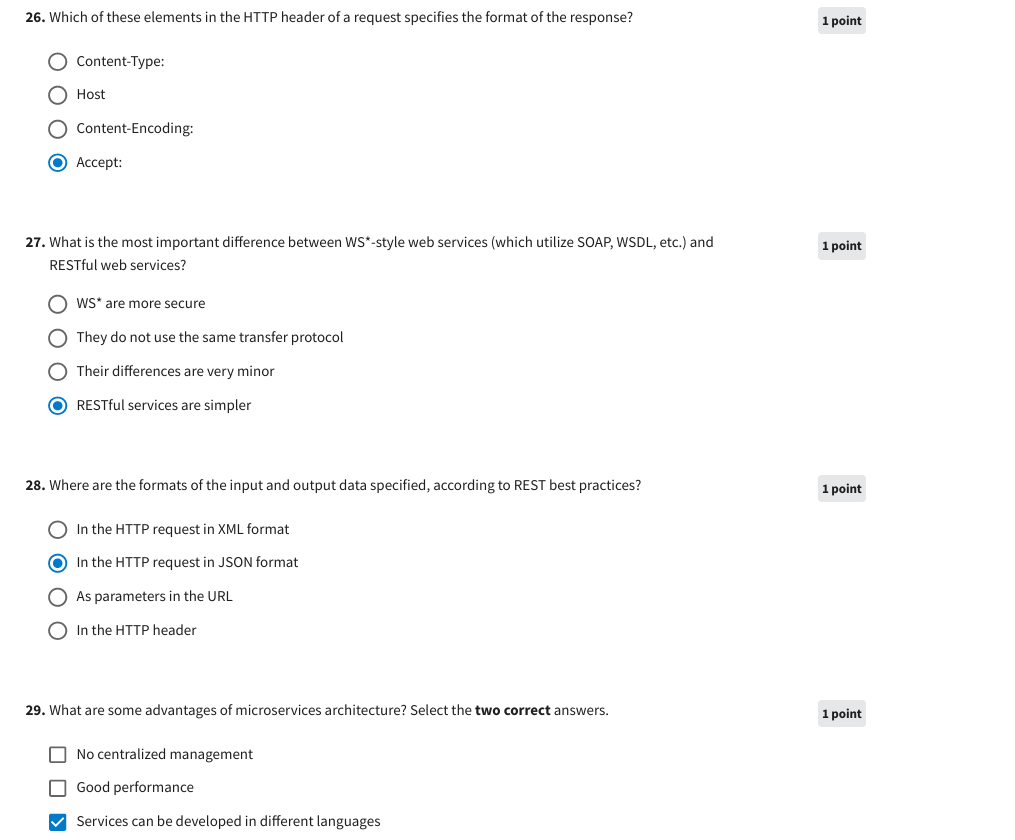 26. Which of these elements in the HTTP header of a request specifies the format of the response?
1 point
Content-Type:
Host
Content-Encoding:
Accept:
27. What is the most important difference between WS*-style web services (which utilize SOAP, WSDL, etc.) and
RESTful web services?
1 point
WS* are more secure
They do not use the same transfer protocol
Their differences are very minor
RESTful services are simpler
28. Where are the formats of the input and output data specified, according to REST best practices?
1 point
In the HTTP request in XML format
In the HTTP request in JSON format
As parameters in the URL
In the HTTP header
29. What are some advantages of microservices architecture? Select the two correct answers.
1 point
No centralized management
Good performance
Services can be developed in different languages